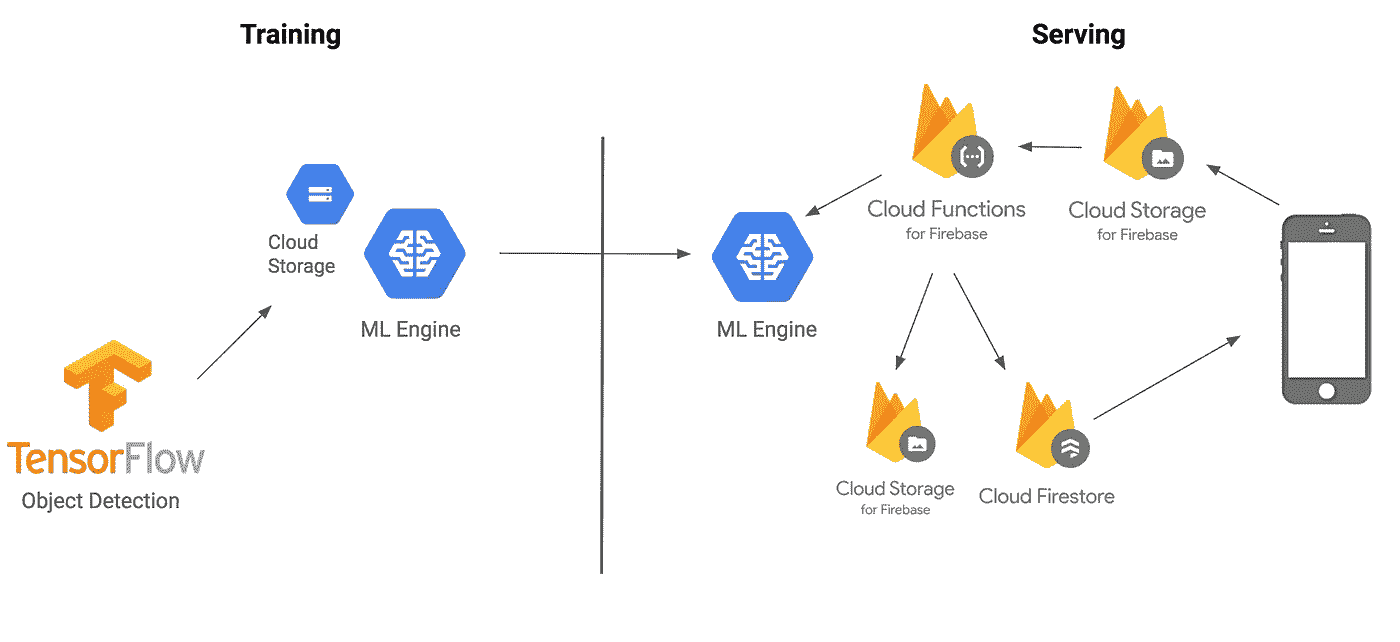 Training
Serving
Cloud
Storage
ML Engine
TensorFlow
Object Detection
Cloud Functions
for Firebase
Cloud Storage
for Firebase
ML Engine
Cloud Storage
for Firebase
Cloud Firestore